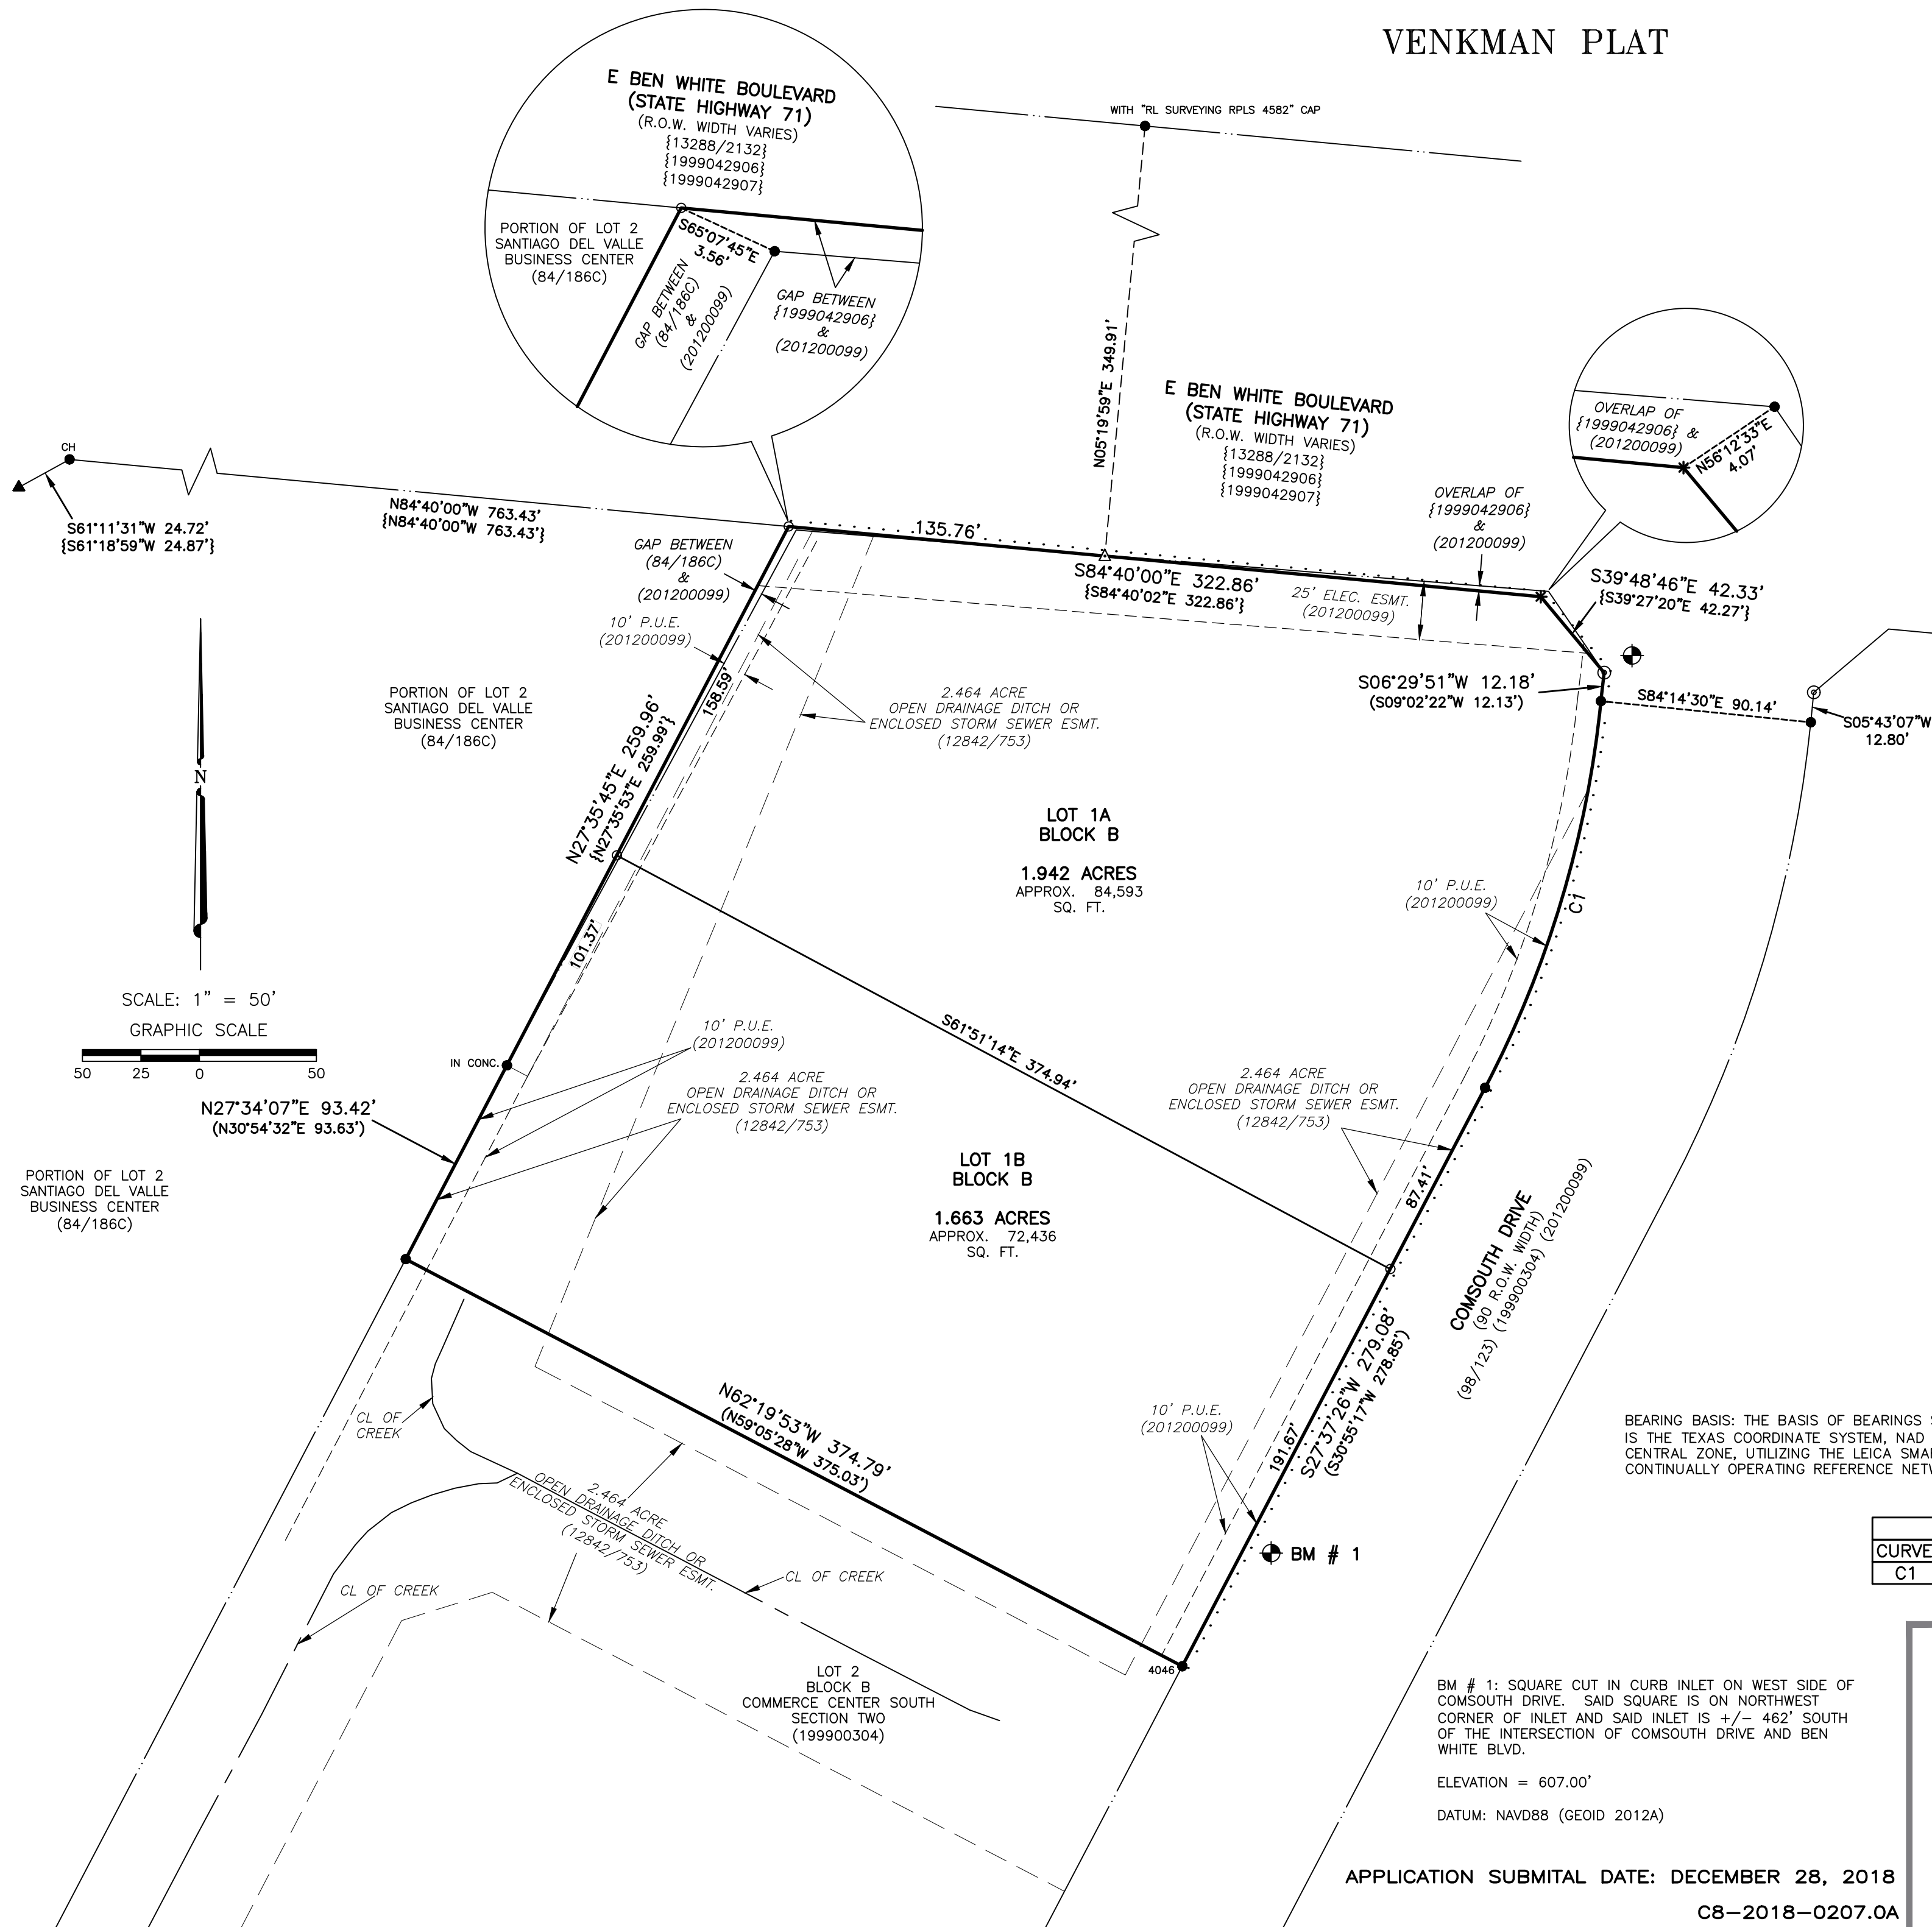 VENKMAN PLAT
E BEN WHITE BOULEVARD
(STATE HIGHWAY 71)
(R.O.W. WIDTH VARIES)
{13288/2132}
{1999042906}
{1999042907}
PORTION OF LOT 2
SANTIAGO DEL VALLE
BUSINESS CENTER
(84/186C)
S65°07'45"E
3.56'
GAP BETWEEN
(84/186C)
&
(201200099)
GAP BETWEEN
{1999042906}
&
(201200099)
WITH "RL SURVEYING RPLS 4582" CAP
N05°19'59"E 349.91'
E BEN WHITE BOULEVARD
(STATE HIGHWAY 71)
(R.O.W. WIDTH VARIES)
{13288/2132}
{1999042906}
{1999042907}
OVERLAP OF
{1999042906} &
(201200099)
N56°12'33"E
4.07'
CH
S61°11'31"W 24.72'
{S61°18'59"W 24.87'}
N84°40'00"W 763.43'
{N84°40'00"W 763.43'}
GAP BETWEEN
(84/186C)
&
(201200099)
135.76'
S84°40'00"E 322.86'
{S84°40'02"E 322.86'}
OVERLAP OF
{1999042906}
&
(201200099)
25' ELEC. ESMT.
(201200099)
S39°48'46"E 42.33'
{S39°27'20"E 42.27'}
10' P.U.E.
(201200099)
S06°29'51"W 12.18'
(S09°02'22"W 12.13')
S84°14'30"E 90.14'
S05°43'07"W
12.80'
PORTION OF LOT 2
SANTIAGO DEL VALLE
BUSINESS CENTER
(84/186C)
158.59'
N27°35'45"E 259.96'
{N27°35'53"E 259.99'}
2.464 ACRE
OPEN DRAINAGE DITCH OR
ENCLOSED STORM SEWER ESMT.
(12842/753)
N
LOT 1A
BLOCK B
1.942 ACRES
APPROX. 84,593
SQ. FT.
10' P.U.E.
(201200099)
C1
101.37'
SCALE: 1" = 50'
GRAPHIC SCALE
50 25 0 50
IN CONC.
10' P.U.E.
(201200099)
S61°51'14"E 374.94'
2.464 ACRE
OPEN DRAINAGE DITCH OR
ENCLOSED STORM SEWER ESMT.
(12842/753)
2.464 ACRE
OPEN DRAINAGE DITCH OR
ENCLOSED STORM SEWER ESMT.
(12842/753)
N27°34'07"E 93.42'
(N30°54'32"E 93.63')
PORTION OF LOT 2
SANTIAGO DEL VALLE
BUSINESS CENTER
(84/186C)
LOT 1B
BLOCK B
1.663 ACRES
APPROX. 72,436
SQ. FT.
87.41'
COMSOUTH DRIVE
(90 R.O.W. WIDTH)
(98/123) (199900304) (201200099)
191.67'
S27°37'26"W 279.08'
(S30°55'17"W 278.85')
N62°19'53"W 374.79'
(N59°05'28"W 375.03')
10' P.U.E.
(201200099)
CL OF
CREEK
2.464 ACRE
OPEN DRAINAGE DITCH OR
ENCLOSED STORM SEWER ESMT.
(12842/753)
CL OF CREEK
CL OF CREEK
BEARING BASIS: THE BASIS OF BEARINGS
IS THE TEXAS COORDINATE SYSTEM, NAD
CENTRAL ZONE, UTILIZING THE LEICA
CONTINUALLY OPERATING REFERENCE
CURVE
C1
BM # 1
4046
LOT 2
BLOCK B
COMMERCE CENTER SOUTH
SECTION TWO
(199900304)
BM # 1: SQUARE CUT IN CURB INLET ON WEST SIDE OF
COMSOUTH DRIVE. SAID SQUARE IS ON NORTHWEST
CORNER OF INLET AND SAID INLET IS +/- 462' SOUTH
OF THE INTERSECTION OF COMSOUTH DRIVE AND BEN
WHITE BLVD.
ELEVATION = 607.00'
DATUM: NAVD88 (GEOID 2012A)
APPLICATION SUBMITAL DATE: DECEMBER 28, 2018
C8-2018-0207.0A